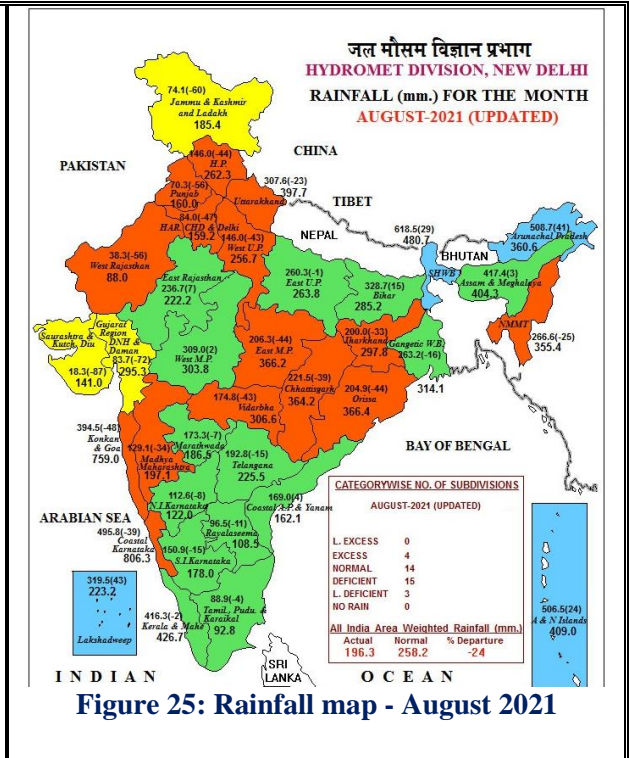 जल मौसम विज्ञान प्रभाग
HYDROMET DIVISION, NEW DELHI
RAINFALL (mm.) FOR THE MONTH
AUGUST-2021 (UPDATED)
74.1(-60)
Jammu & Kashmir
and Ladakh
185.4
CHINA
146.0(-44)
H.P.
262.3
PAKISTAN
70.3(-56)
Punjab
160.0
307.6(-23)
397.7
Uttarakhand
TIBET
84.0(-47)
HAR. CHD & Delhi
159.2
146.0(-43)
West U.P.
256.7
NEPAL
618.5(29)
480.7
508.7(41)
Arunachal Pradesh
360.6
BHUTAN
SHWB
417.4(3)
Assam & Meghalaya
404.3
38.3(-56)
West Rajasthan
88.0
East Rajasthan
236.7(7)
222.2
260.3(-1)
East U.P.
263.8
328.7(15)
Bihar
285.2
NMMT
266.6(-25)
355.4
Gujarat
Region
DNH &
Daman
83.7(-72)
295.3
Saurashtra &
Kutch, Diu
18.3(-87)
141.0
309.0(2)
West M.P.
303.8
206.3(-44)
East M.P.
366.2
200.0(-33)
Jharkhand
297.8
Gangetic W.B.
263.2(-16)
314.1
221.5(-39)
Chhattisgarh
364.2
204.9(-44)
Orissa
366.4
174.8(-43)
Vidarbha
306.6
394.5(-48)
Konkan
& Goa
759.0
129.1(-34)
Madhya
Maharashtra
197.1
173.3(-7)
Marathwada
186.5
192.8(-15)
Telangana
225.5
BAY OF BENGAL
112.6(-8)
N.I.Karnataka
122.0
169.0(4)
Coastal A.P. & Yanam
162.1
ARABIAN SEA
96.5(-11)
Rayalaseema
108.5
495.8(-39)
Coastal
Karnataka
806.3
150.9(-15)
S.I.Karnataka
178.0
319.5(43)
223.2
Lakshadweep
416.3(-2)
Kerala & Mahe
426.7
88.9(-4)
Tamil, Pudu. &
Karaikal
92.8
506.5(24)
A & N Islands
409.0
CATEGORYWISE NO. OF SUBDIVISIONS
AUGUST-2021 (UPDATED)
L. EXCESS 0
EXCESS 4
NORMAL 14
DEFICIENT 15
L. DEFICIENT 3
NO RAIN 0
All India Area Weighted Rainfall (mm.)
Actual Normal % Departure
196.3 258.2 -24
SRI
LANKA
INDIAN OCEAN
Figure 25: Rainfall map - August 2021